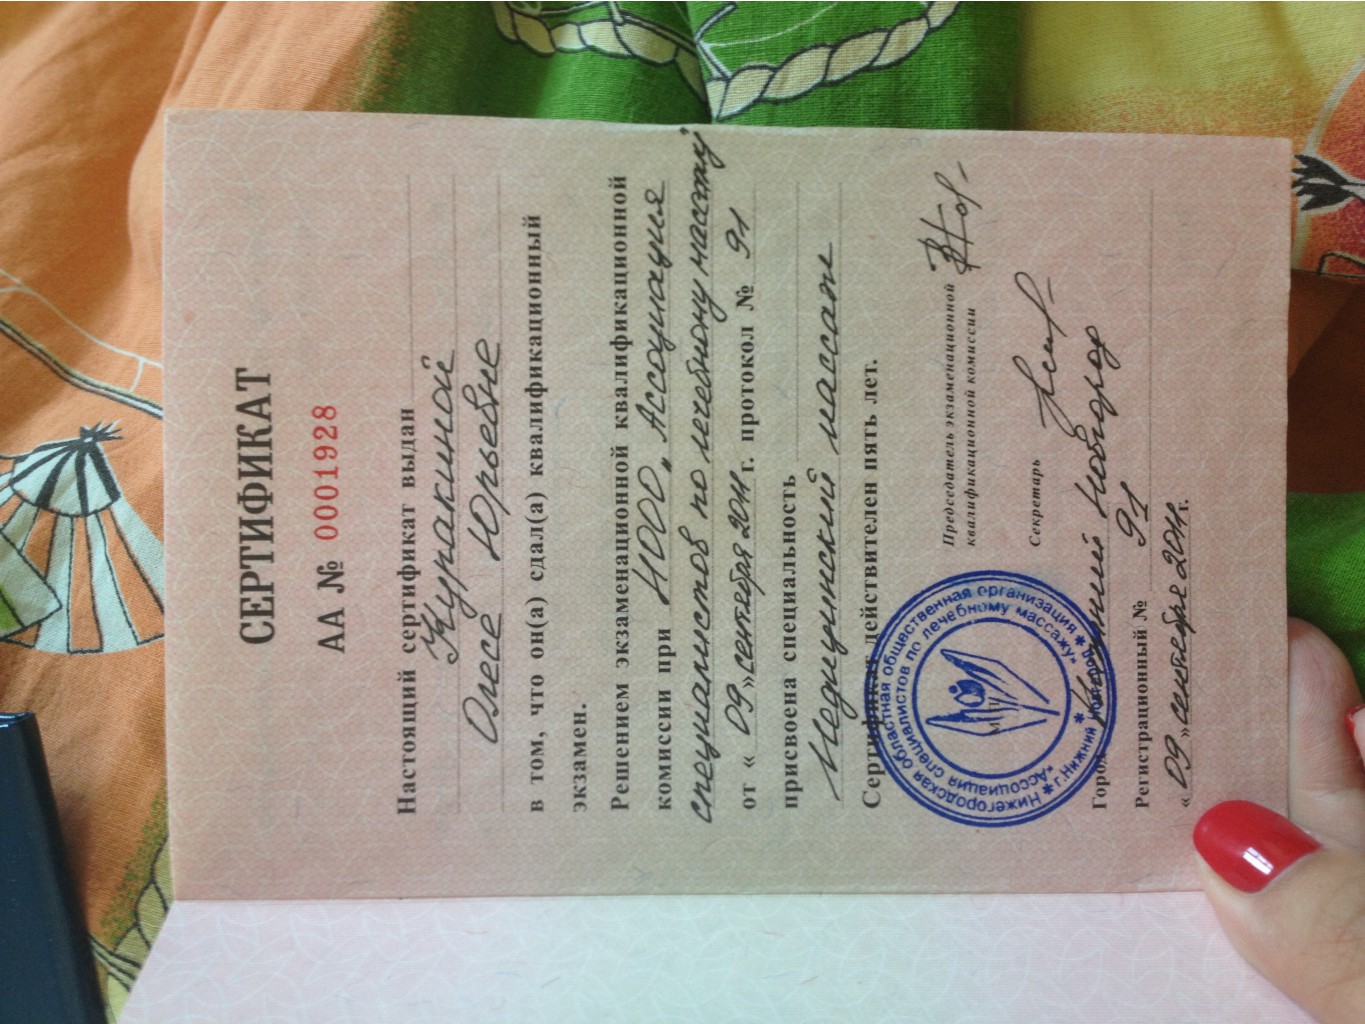 СЕРТИФИКАТ
АА № 0001928
Настоящий сертификат выдан
Куракиной
Олесе Юрьевне
в том, что он(а) сдал(а) квалификационный
экзамен.
Решением экзаменационной квалификационной
комиссии при НОО „Ассоциация
специалистов по лечебному массажу"
от « 09 » сентября 2011 г. протокол № 91
присвоена специальность
Медицинский массаж
Сертификат действителен пять лет.
Председатель экзаменационной
квалификационной комиссии
Секретарь
Город Нижний Новгород
Регистрационный № 91
« 09 » сентября 2011 г.
Нижегородская областная общественная организация
"Ассоциация специалистов по лечебному массажу"
г. Нижний Новгород
М.П.